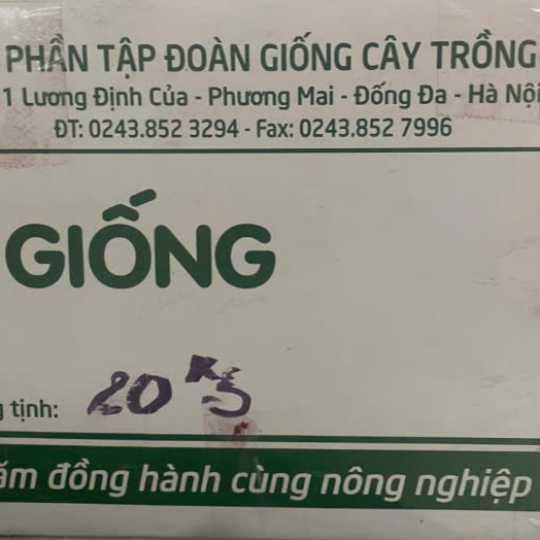 PHẦN TẬP ĐOÀN GIỐNG CÂY TRỒNG
1 Lương Định Của - Phương Mai - Đống Đa - Hà Nội
ĐT: 0243.852 3294 - Fax: 0243.852 7996
GIỐNG
tịnh: 20 Kg
đồng hành cùng nông nghiệp